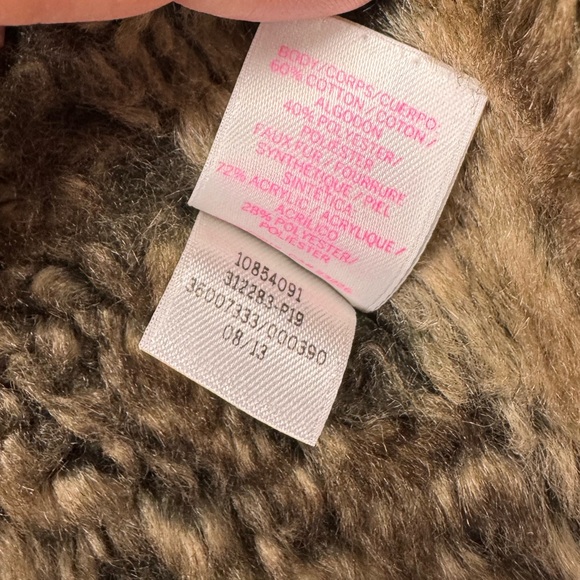 BODY/CORPS/CUERPO:
60% COTTON/COTON/
ALGODON
40% POLYESTER/
POLIESTER
FAUX FUR/FOURRURE
SYNTHETIQUE/PIEL
SINTETICA
72% ACRYLIC/ACRYLIQUE/
ACRILICO
28% POLYESTER/
POLIESTER
10854091
312283-P19
36007333/000390
08/13